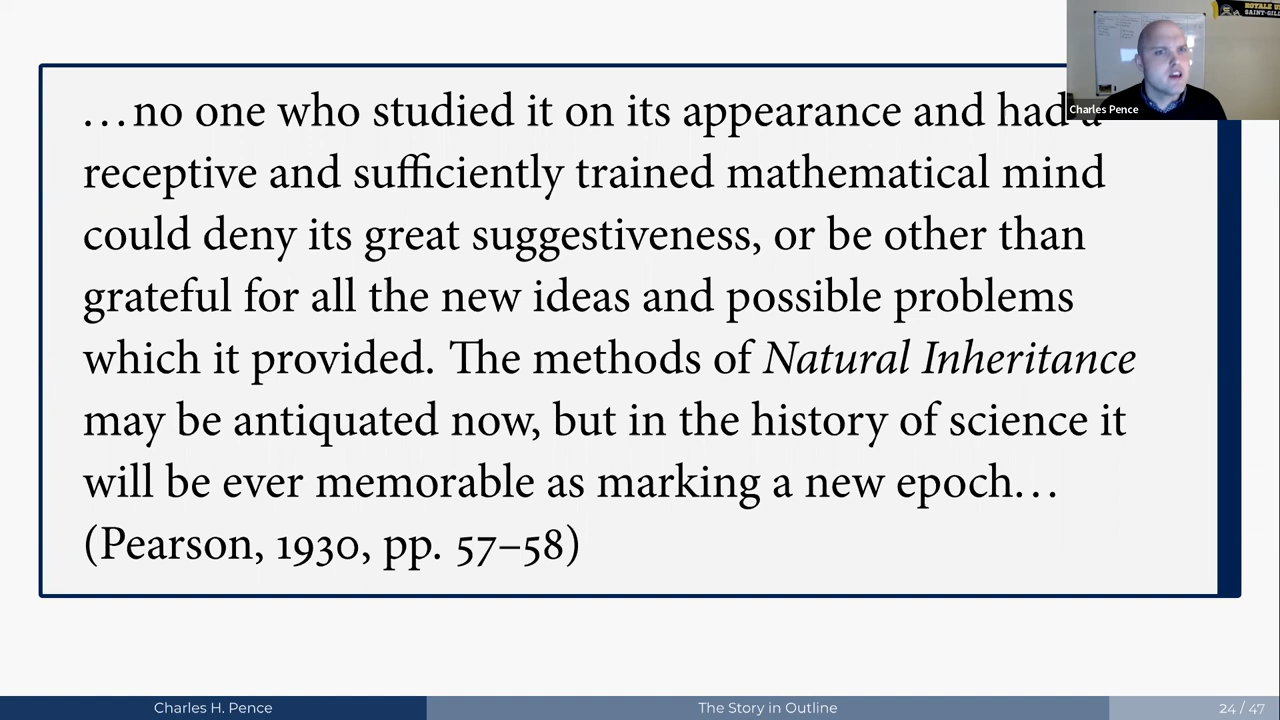 ROYALE U
SAINT-GILL
Charles Pence
…no one who studied it on its appearance and had a
receptive and sufficiently trained mathematical mind
could deny its great suggestiveness, or be other than
grateful for all the new ideas and possible problems
which it provided. The methods of Natural Inheritance
may be antiquated now, but in the history of science it
will be ever memorable as marking a new epoch…
(Pearson, 1930, pp. 57–58)
Charles H. Pence
The Story in Outline
24 / 47